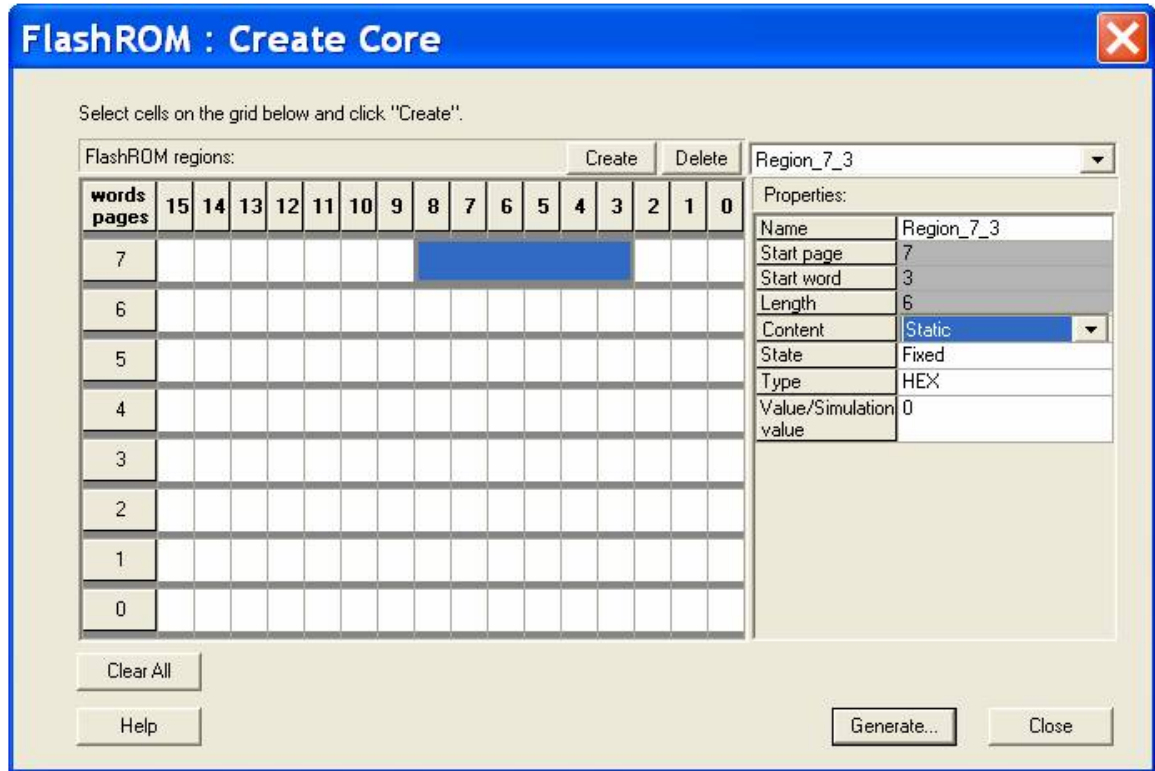 FlashROM : Create Core
Select cells on the grid below and click "Create".
FlashROM regions:
Create
Delete
Region_7_3
words
pages
15 14 13 12 11 10 9 8 7 6 5 4 3 2 1 0
7
6
5
4
3
2
1
0
Properties:
Name Region_7_3
Start page 7
Start word 3
Length 6
Content Static
State Fixed
Type HEX
Value/Simulation 0
value
Clear All
Help
Generate...
Close